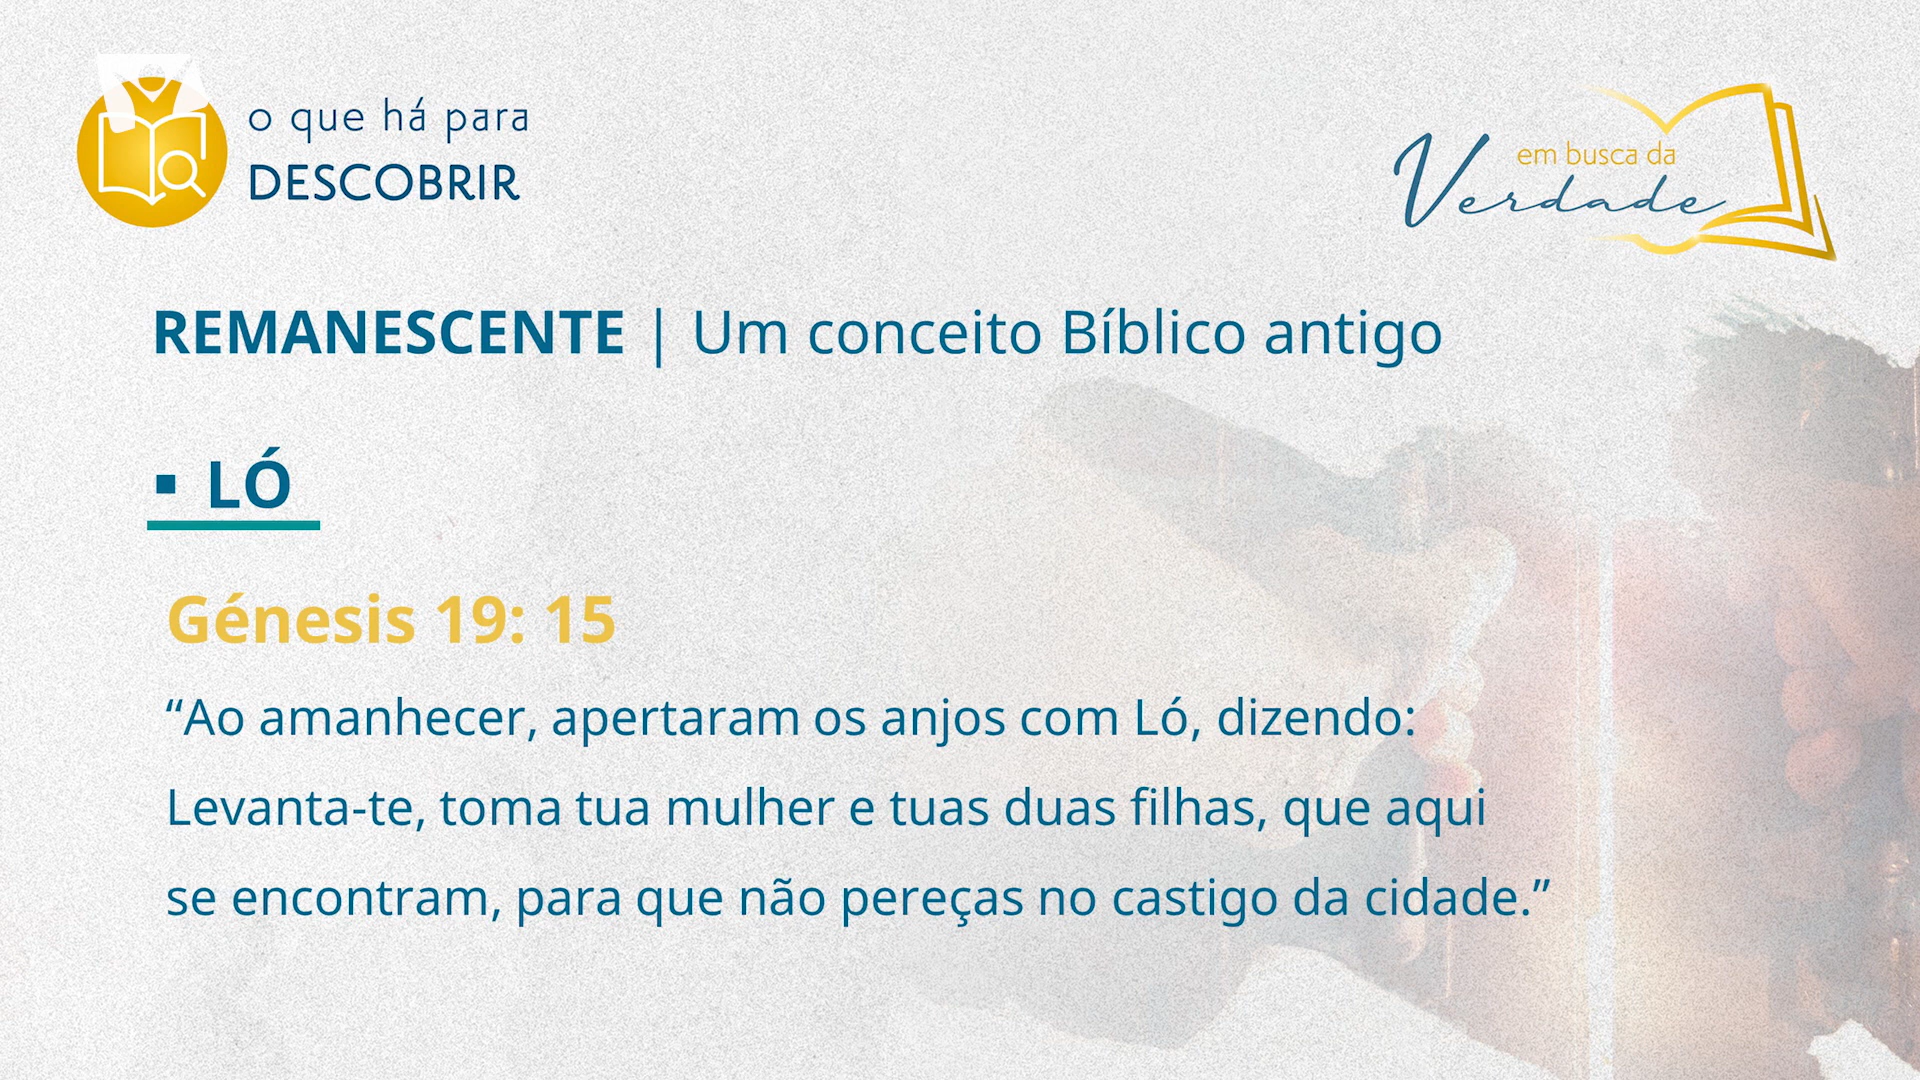 o que há para
DESCOBRIR
em busca da
Verdade
REMANESCENTE | Um conceito Bíblico antigo
▪ LÓ
Génesis 19: 15
“Ao amanhecer, apertaram os anjos com Ló, dizendo:
Levanta-te, toma tua mulher e tuas duas filhas, que aqui
se encontram, para que não pereças no castigo da cidade.”